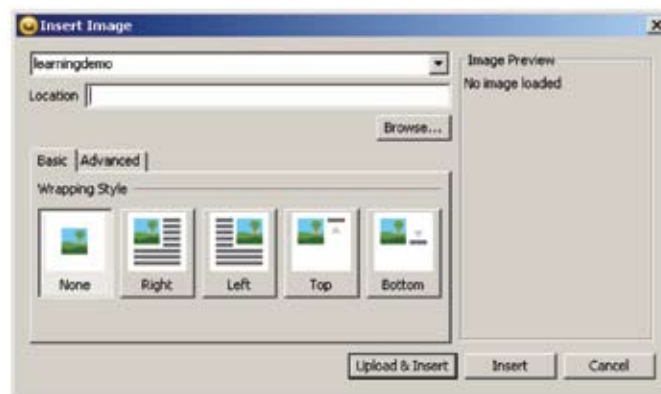 Insert Image
learningdemo
Location
Browse...
Image Preview
No image loaded
Basic
Advanced
Wrapping Style
None
Right
Left
Top
Bottom
Upload & Insert
Insert
Cancel